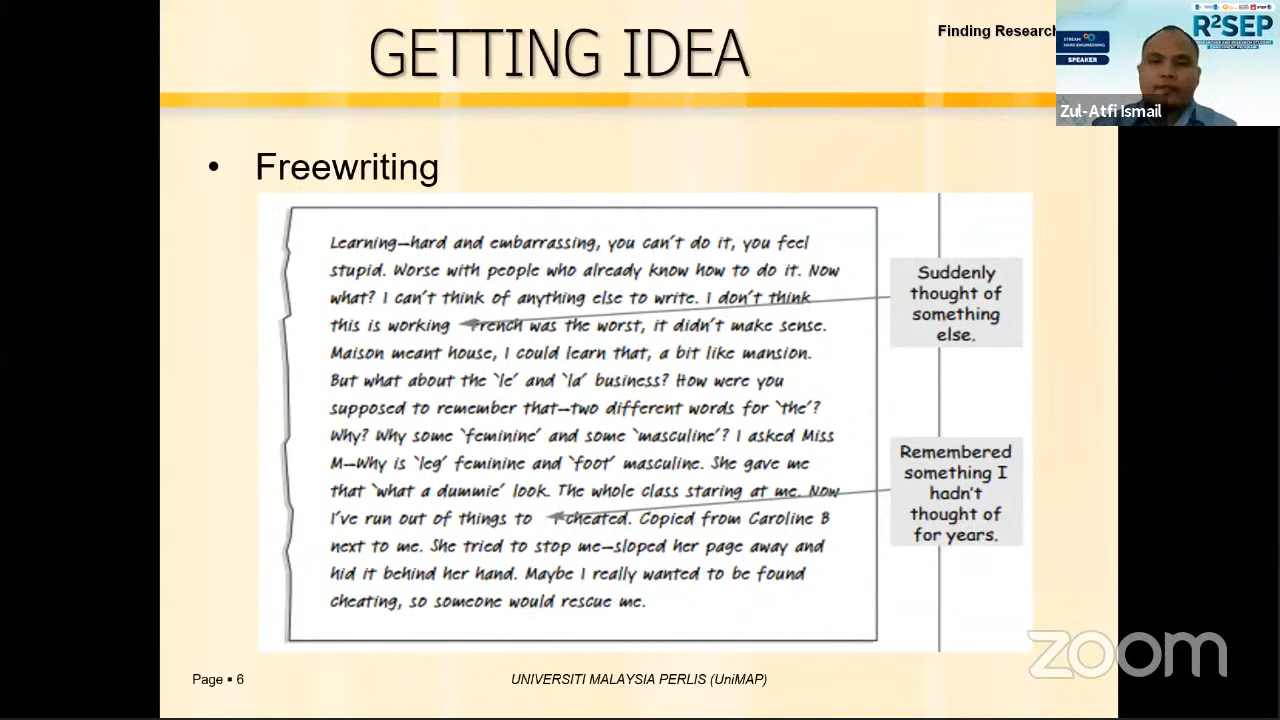 GETTING IDEA
Finding Research
R²SEP
STREAM:
HARD ENGINEERING
SPEAKER
Zul-Atfi Ismail
• Freewriting
Learning—hard and embarrassing, you can't do it, you feel
stupid. Worse with people who already know how to do it. Now
what? I can't think of anything else to write. I don't think
this is working French was the worst, it didn't make sense.
Maison meant house, I could learn that, a bit like mansion.
But what about the `le' and `la' business? How were you
supposed to remember that—two different words for `the'?
Why? Why some `feminine' and some `masculine'? I asked Miss
M—Why is `leg' feminine and `foot' masculine. She gave me
that `what a dummie' look. The whole class staring at me. Now
I've run out of things to I cheated. Copied from Caroline B
next to me. She tried to stop me—sloped her page away and
hid it behind her hand. Maybe I really wanted to be found
cheating, so someone would rescue me.
Suddenly
thought of
something
else.
Remembered
something I
hadn't
thought of
for years.
zoom
Page ▪ 6
UNIVERSITI MALAYSIA PERLIS (UniMAP)